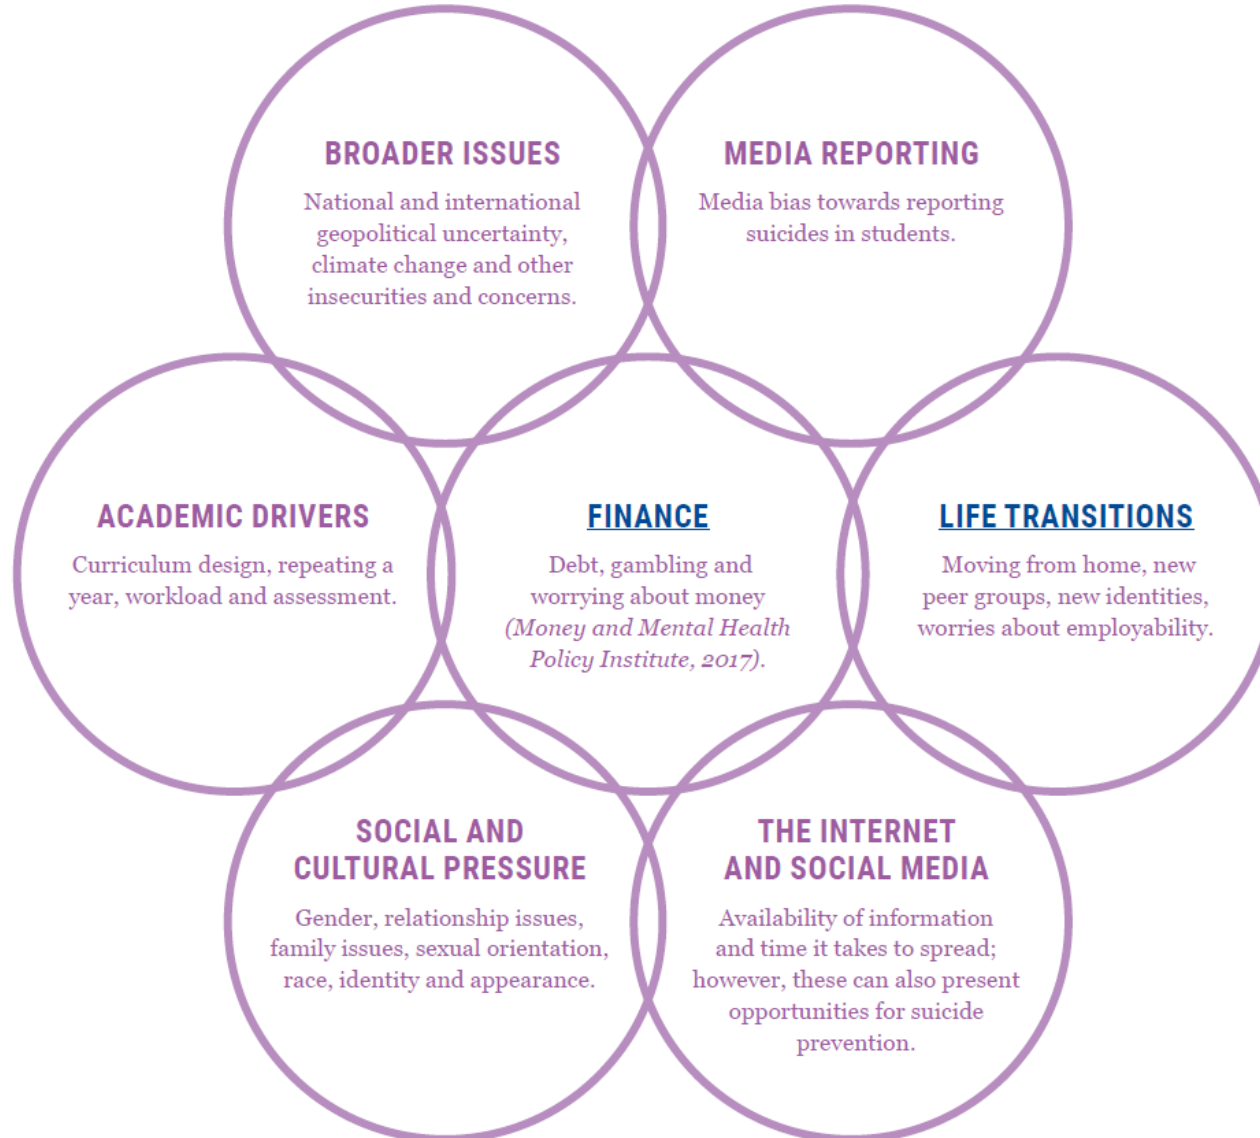 BROADER ISSUES
National and international
geopolitical uncertainty,
climate change and other
insecurities and concerns.
MEDIA REPORTING
Media bias towards reporting
suicides in students.
ACADEMIC DRIVERS
Curriculum design, repeating a
year, workload and assessment.
FINANCE
Debt, gambling and
worrying about money
(Money and Mental Health
Policy Institute, 2017).
LIFE TRANSITIONS
Moving from home, new
peer groups, new identities,
worries about employability.
SOCIAL AND
CULTURAL PRESSURE
Gender, relationship issues,
family issues, sexual orientation,
race, identity and appearance.
THE INTERNET
AND SOCIAL MEDIA
Availability of information
and time it takes to spread;
however, these can also present
opportunities for suicide
prevention.